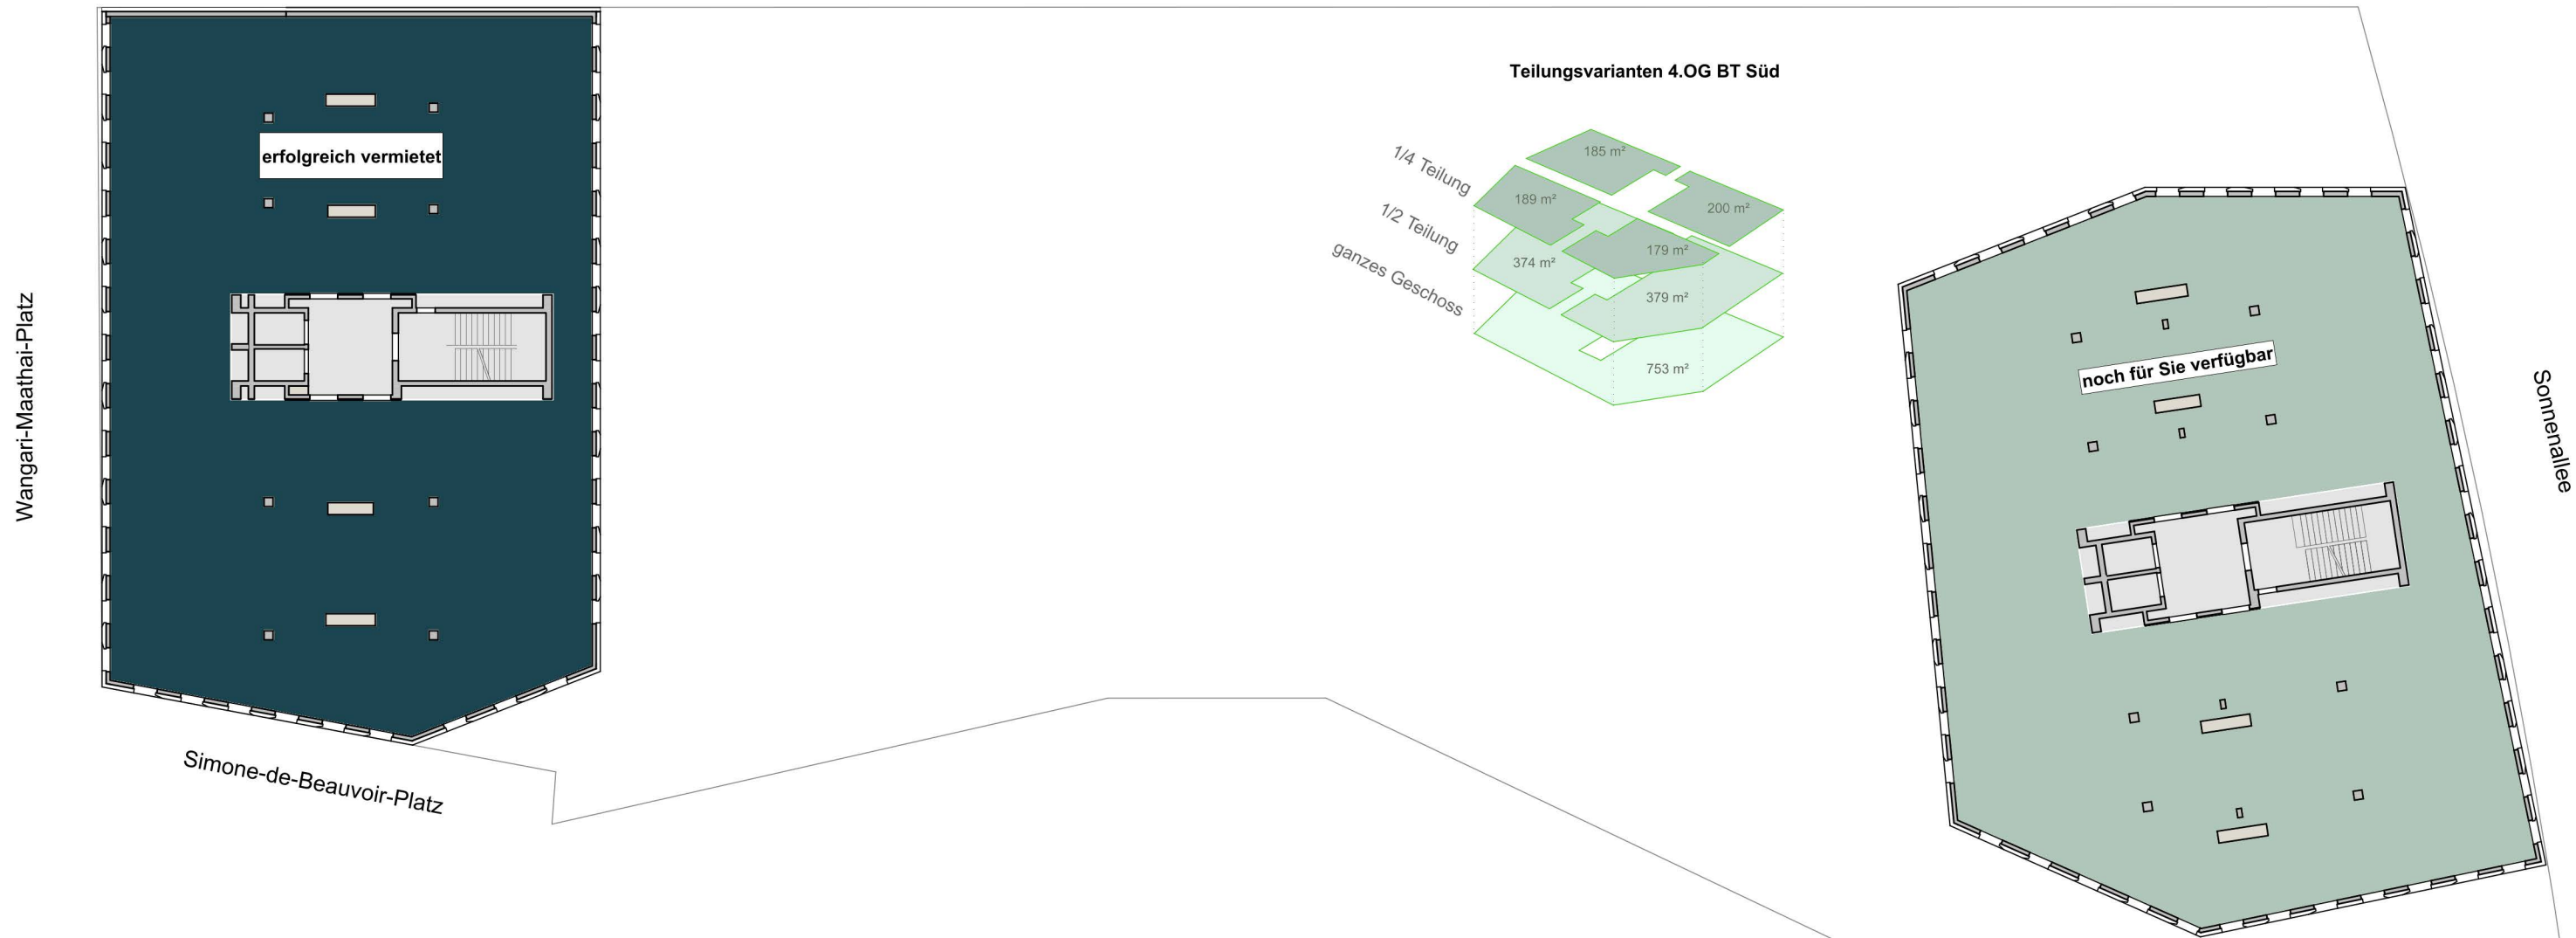 Wangari-Maathai-Platz
erfolgreich vermietet
Simone-de-Beauvoir-Platz
Teilungsvarianten 4.OG BT Süd
1/4 Teilung
1/2 Teilung
ganzes Geschoss
185 m²
189 m²
200 m²
179 m²
374 m²
379 m²
753 m²
noch für Sie verfügbar
Sonnenallee